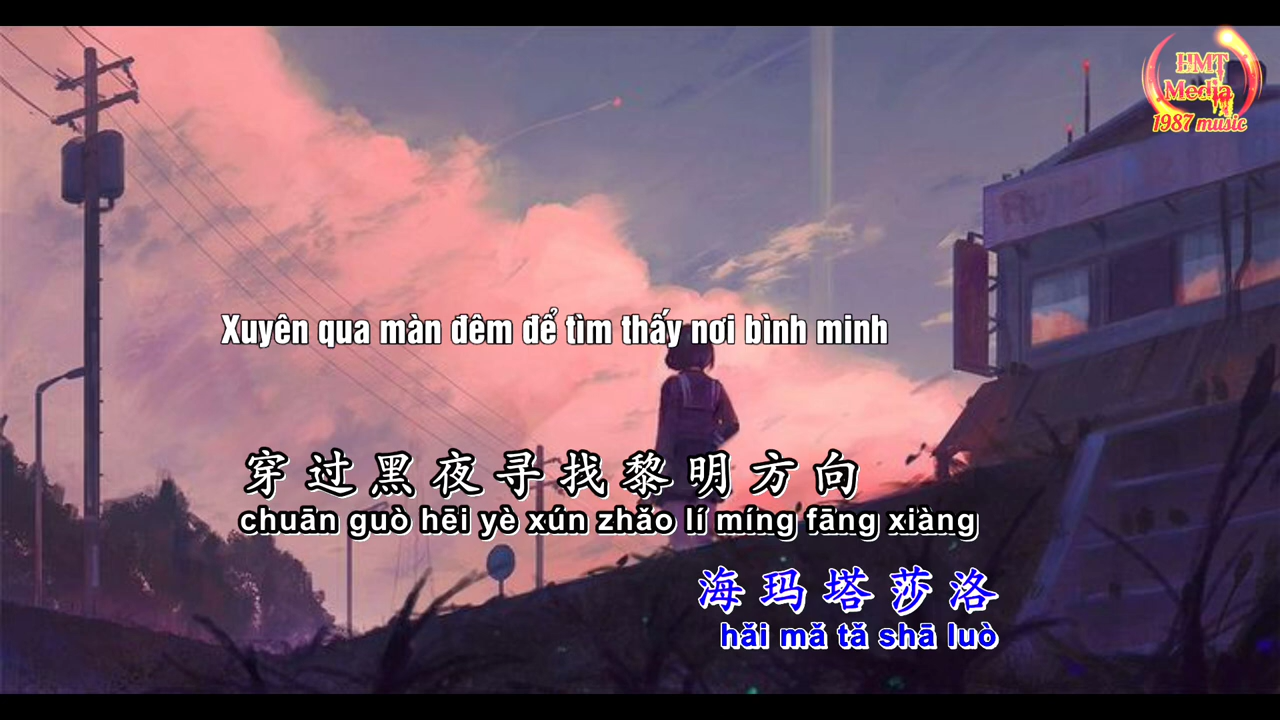 HMT
Media
1987 music
Xuyên qua màn đêm để tìm thấy nơi bình minh
穿过黑夜寻找黎明方向
chuān guò hēi yè xún zhǎo lí míng fāng xiàng
海玛塔莎洛
hǎi mǎ tǎ shā luò